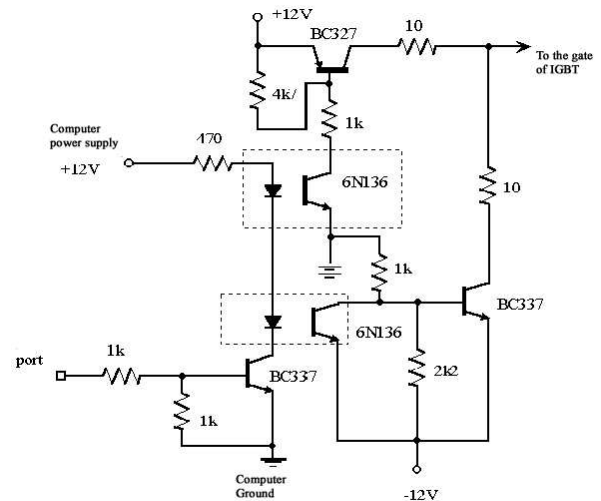 +12V
BC327
10
To the gate
of IGBT
4k/
1k
Computer
power supply
470
+12V
6N136
10
1k
6N136
BC337
port
1k
BC337
2k2
1k
Computer
Ground
-12V